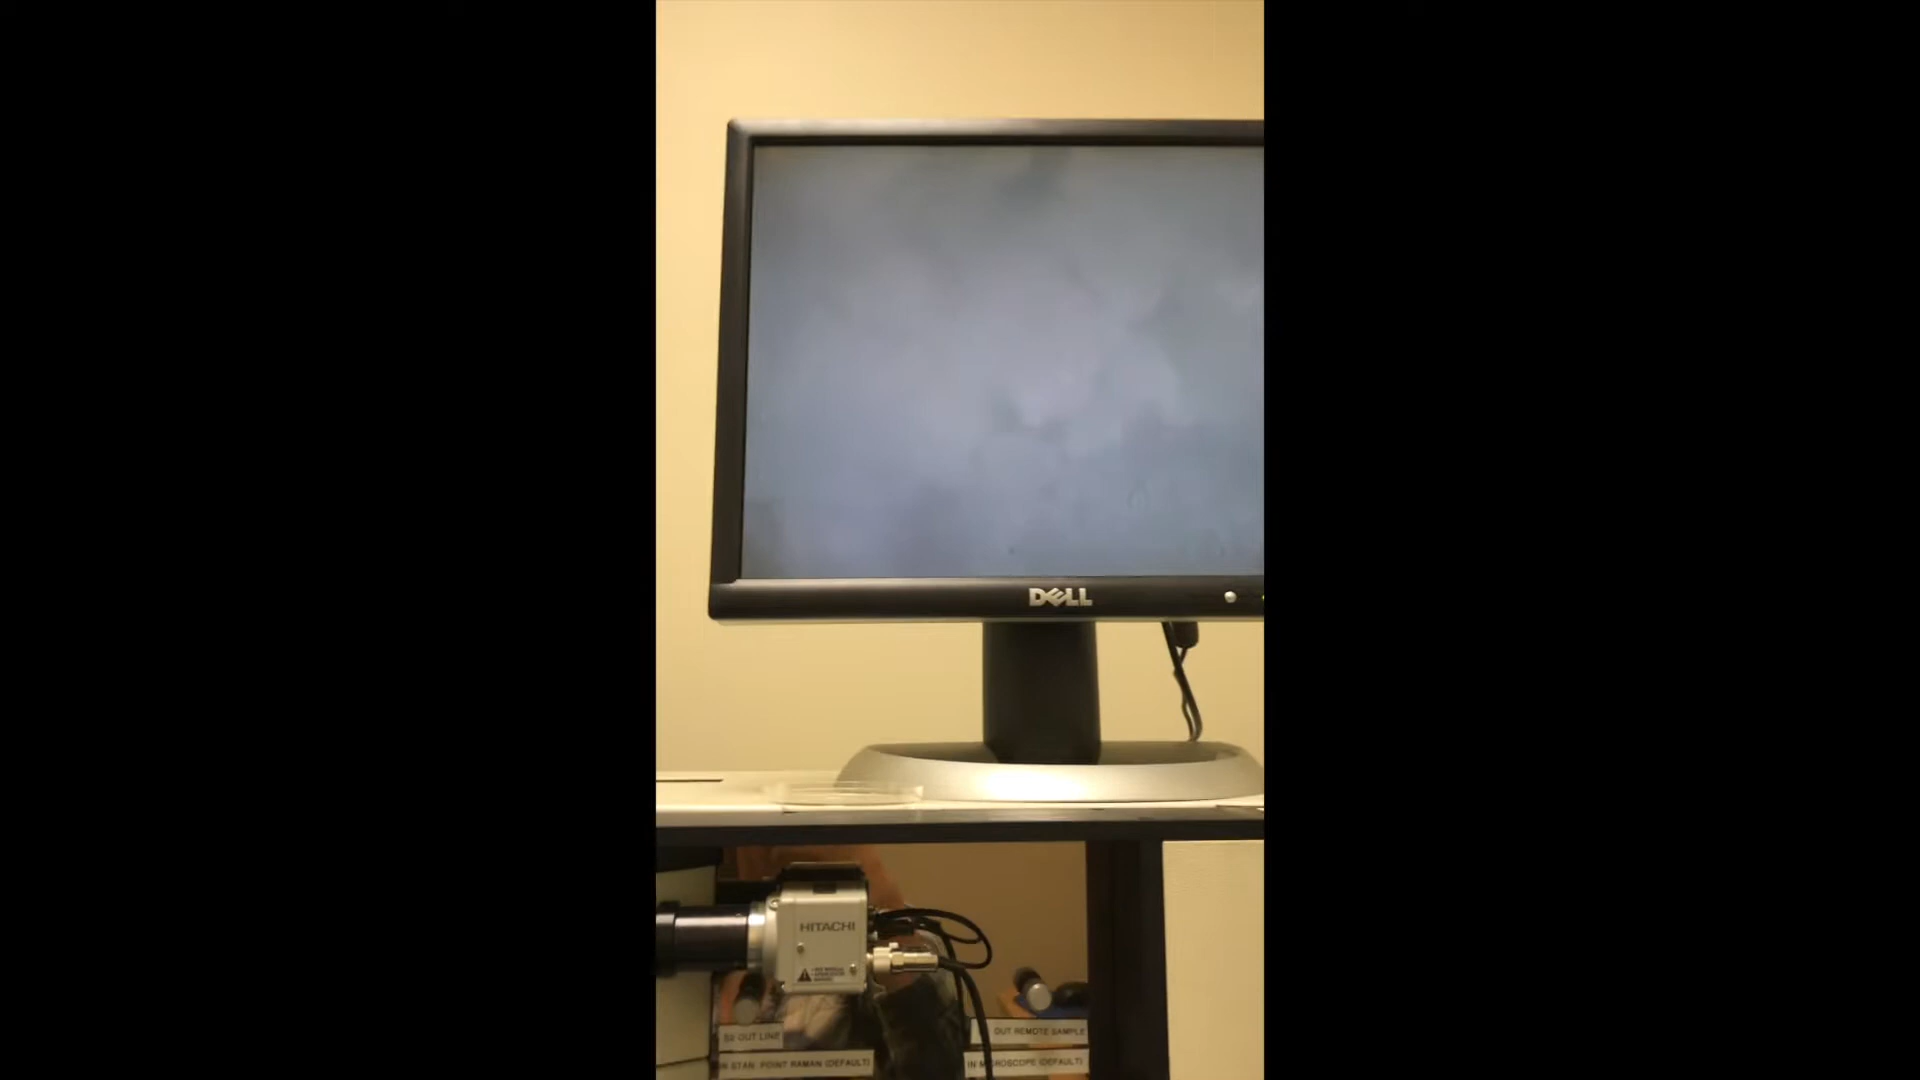 DELL
HITACHI
OUT LINE
OUT REMOTE SAMPLE
STAN. POINT RAMAN (DEFAULT)
IN MICROSCOPE (DEFAULT)